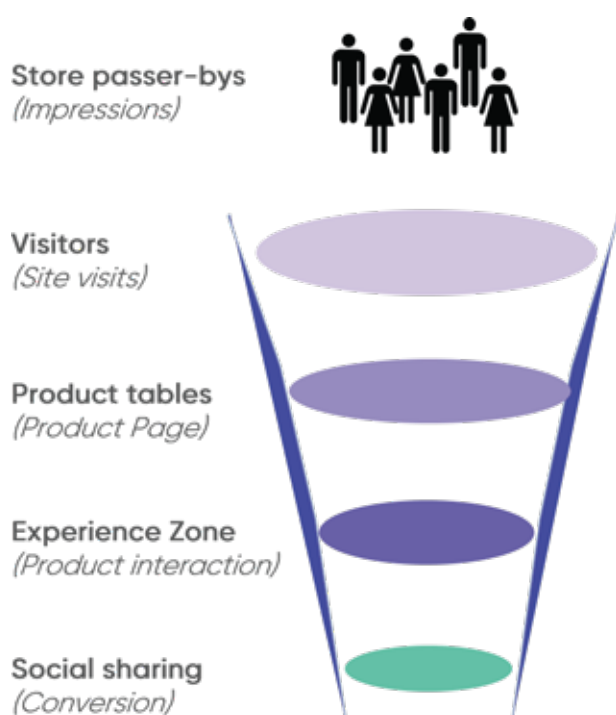 Store passer-bys
(Impressions)
Visitors
(Site visits)
Product tables
(Product Page)
Experience Zone
(Product interaction)
Social sharing
(Conversion)